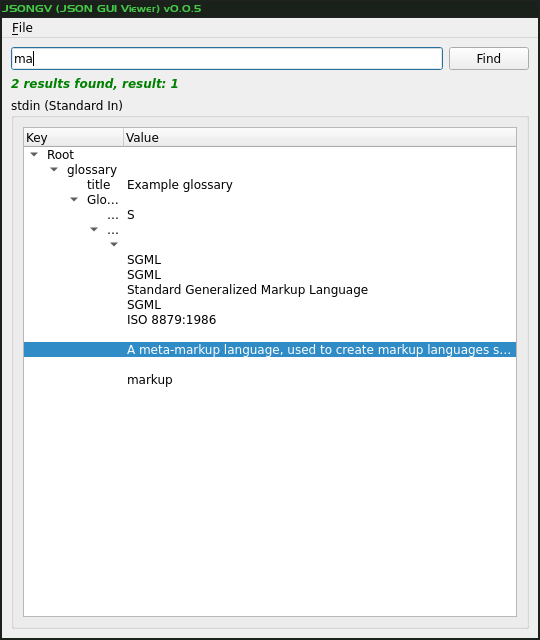 JSONGV (JSON GUI Viewer) v0.0.5
File
ma Find
2 results found, result: 1
stdin (Standard In)
Key Value
Root
glossary
title Example glossary
Glo...
... S
...
SGML
SGML
Standard Generalized Markup Language
SGML
ISO 8879:1986
A meta-markup language, used to create markup languages s...
markup